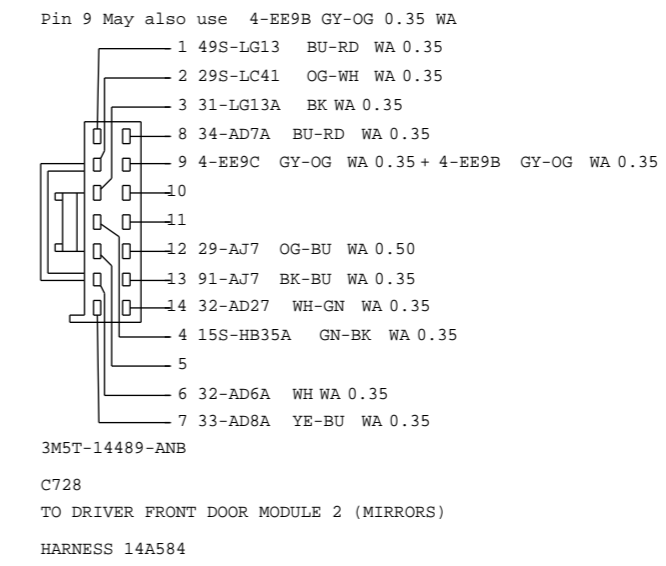 Pin 9 May also use 4-EE9B GY-OG 0.35 WA
1 49S-LG13 BU-RD WA 0.35
2 29S-LC41 OG-WH WA 0.35
3 31-LG13A BK WA 0.35
8 34-AD7A BU-RD WA 0.35
9 4-EE9C GY-OG WA 0.35 + 4-EE9B GY-OG WA 0.35
10
11
12 29-AJ7 OG-BU WA 0.50
13 91-AJ7 BK-BU WA 0.35
14 32-AD27 WH-GN WA 0.35
4 15S-HB35A GN-BK WA 0.35
5
6 32-AD6A WH WA 0.35
7 33-AD8A YE-BU WA 0.35
3M5T-14489-ANB
C728
TO DRIVER FRONT DOOR MODULE 2 (MIRRORS)
HARNESS 14A584